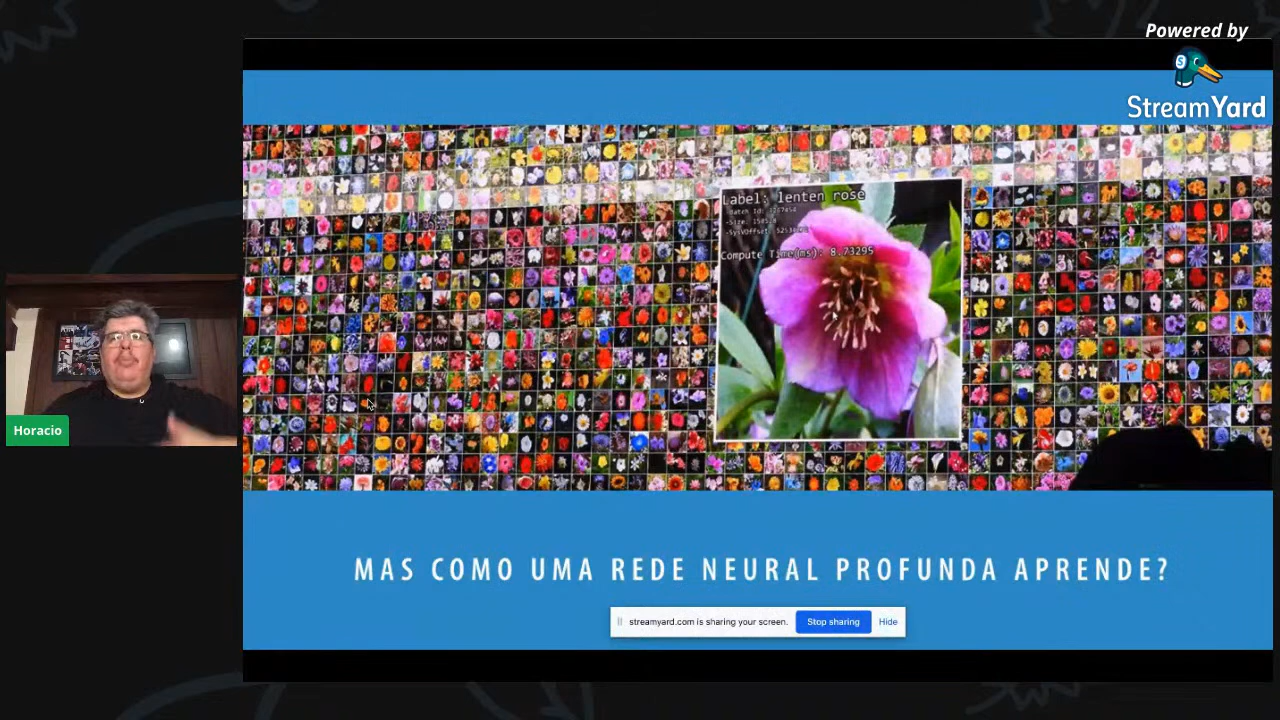 Powered by
StreamYard
Label: lenten rose
Compute Time(ms): 8.73295
Horacio
MAS COMO UMA REDE NEURAL PROFUNDA APRENDE?
streamyard.com is sharing your screen.
Stop sharing
Hide